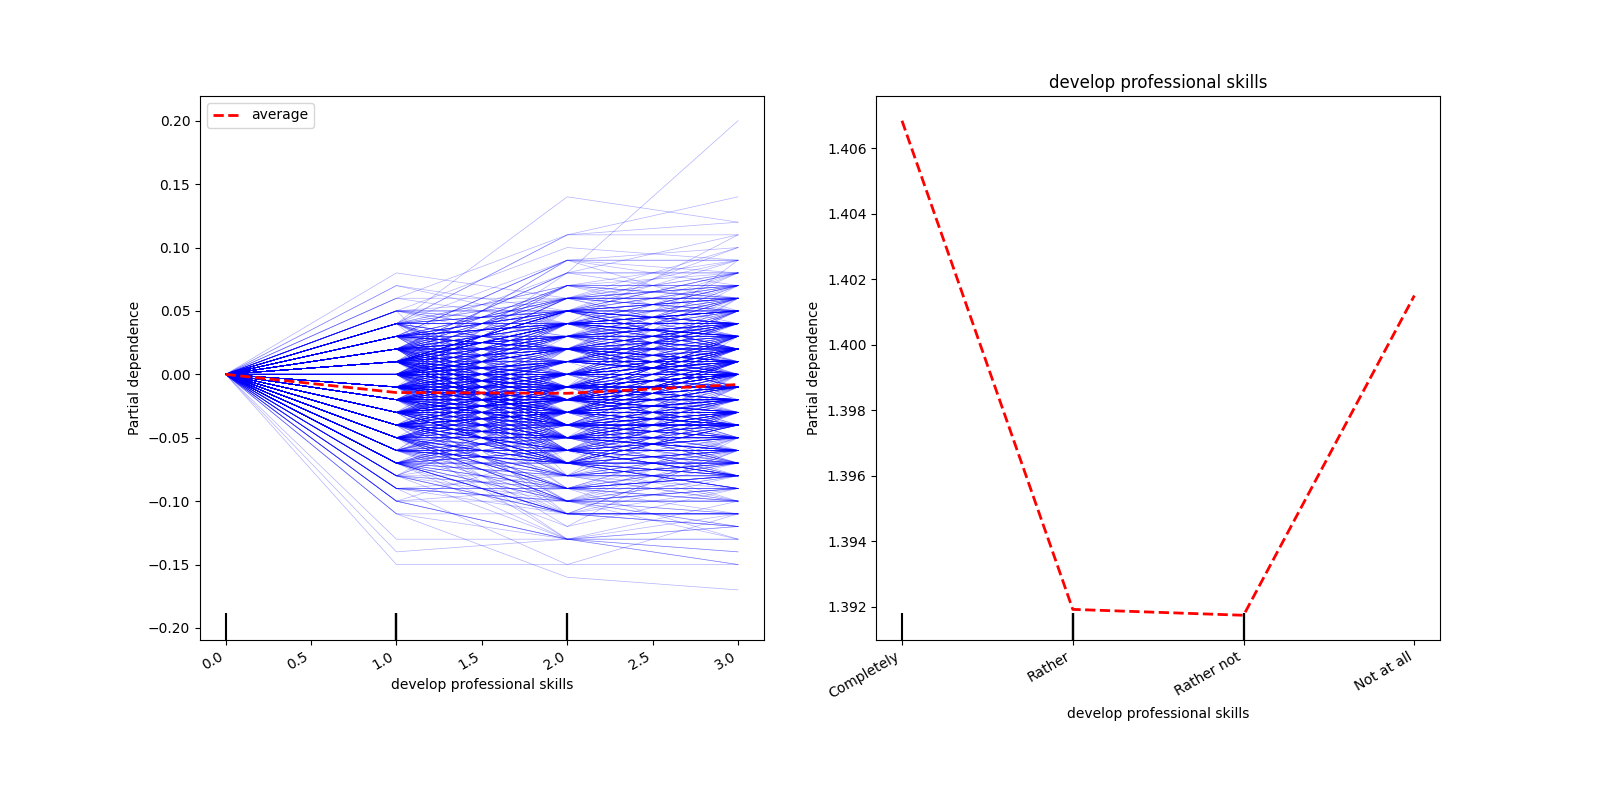 average
0.20
0.15
0.10
0.05
0.00
−0.05
−0.10
−0.15
−0.20
Partial dependence
0.0
0.5
1.0
1.5
2.0
2.5
3.0
develop professional skills
develop professional skills
1.406
1.404
1.402
1.400
1.398
1.396
1.394
1.392
Partial dependence
Completely
Rather
Rather not
Not at all
develop professional skills